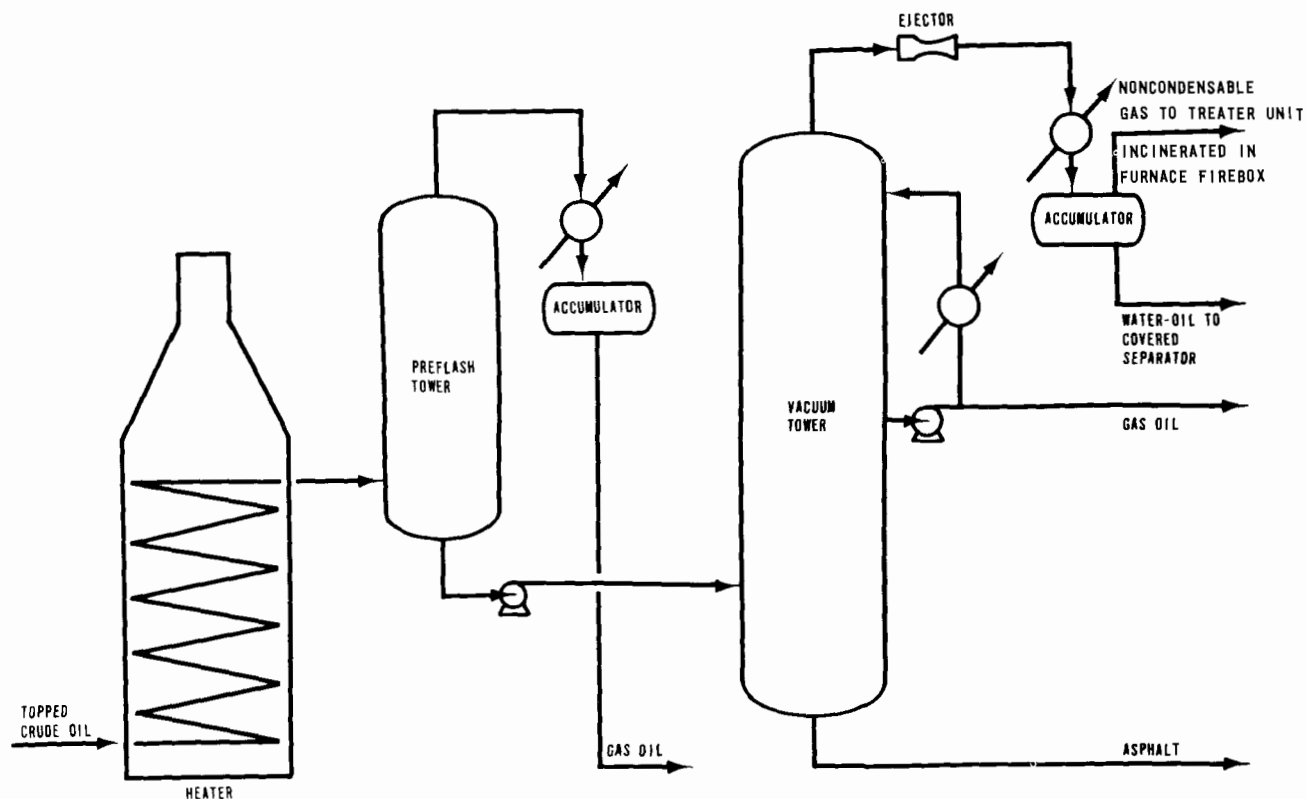 EJECTOR
NONCONDENSABLE
GAS TO TREATER UNIT
INCINERATED IN
FURNACE FIREBOX
ACCUMULATOR
ACCUMULATOR
WATER-OIL TO
COVERED
SEPARATOR
PREFLASH
TOWER
VACUUM
TOWER
GAS OIL
TOPPED
CRUDE OIL
GAS OIL
ASPHALT
HEATER